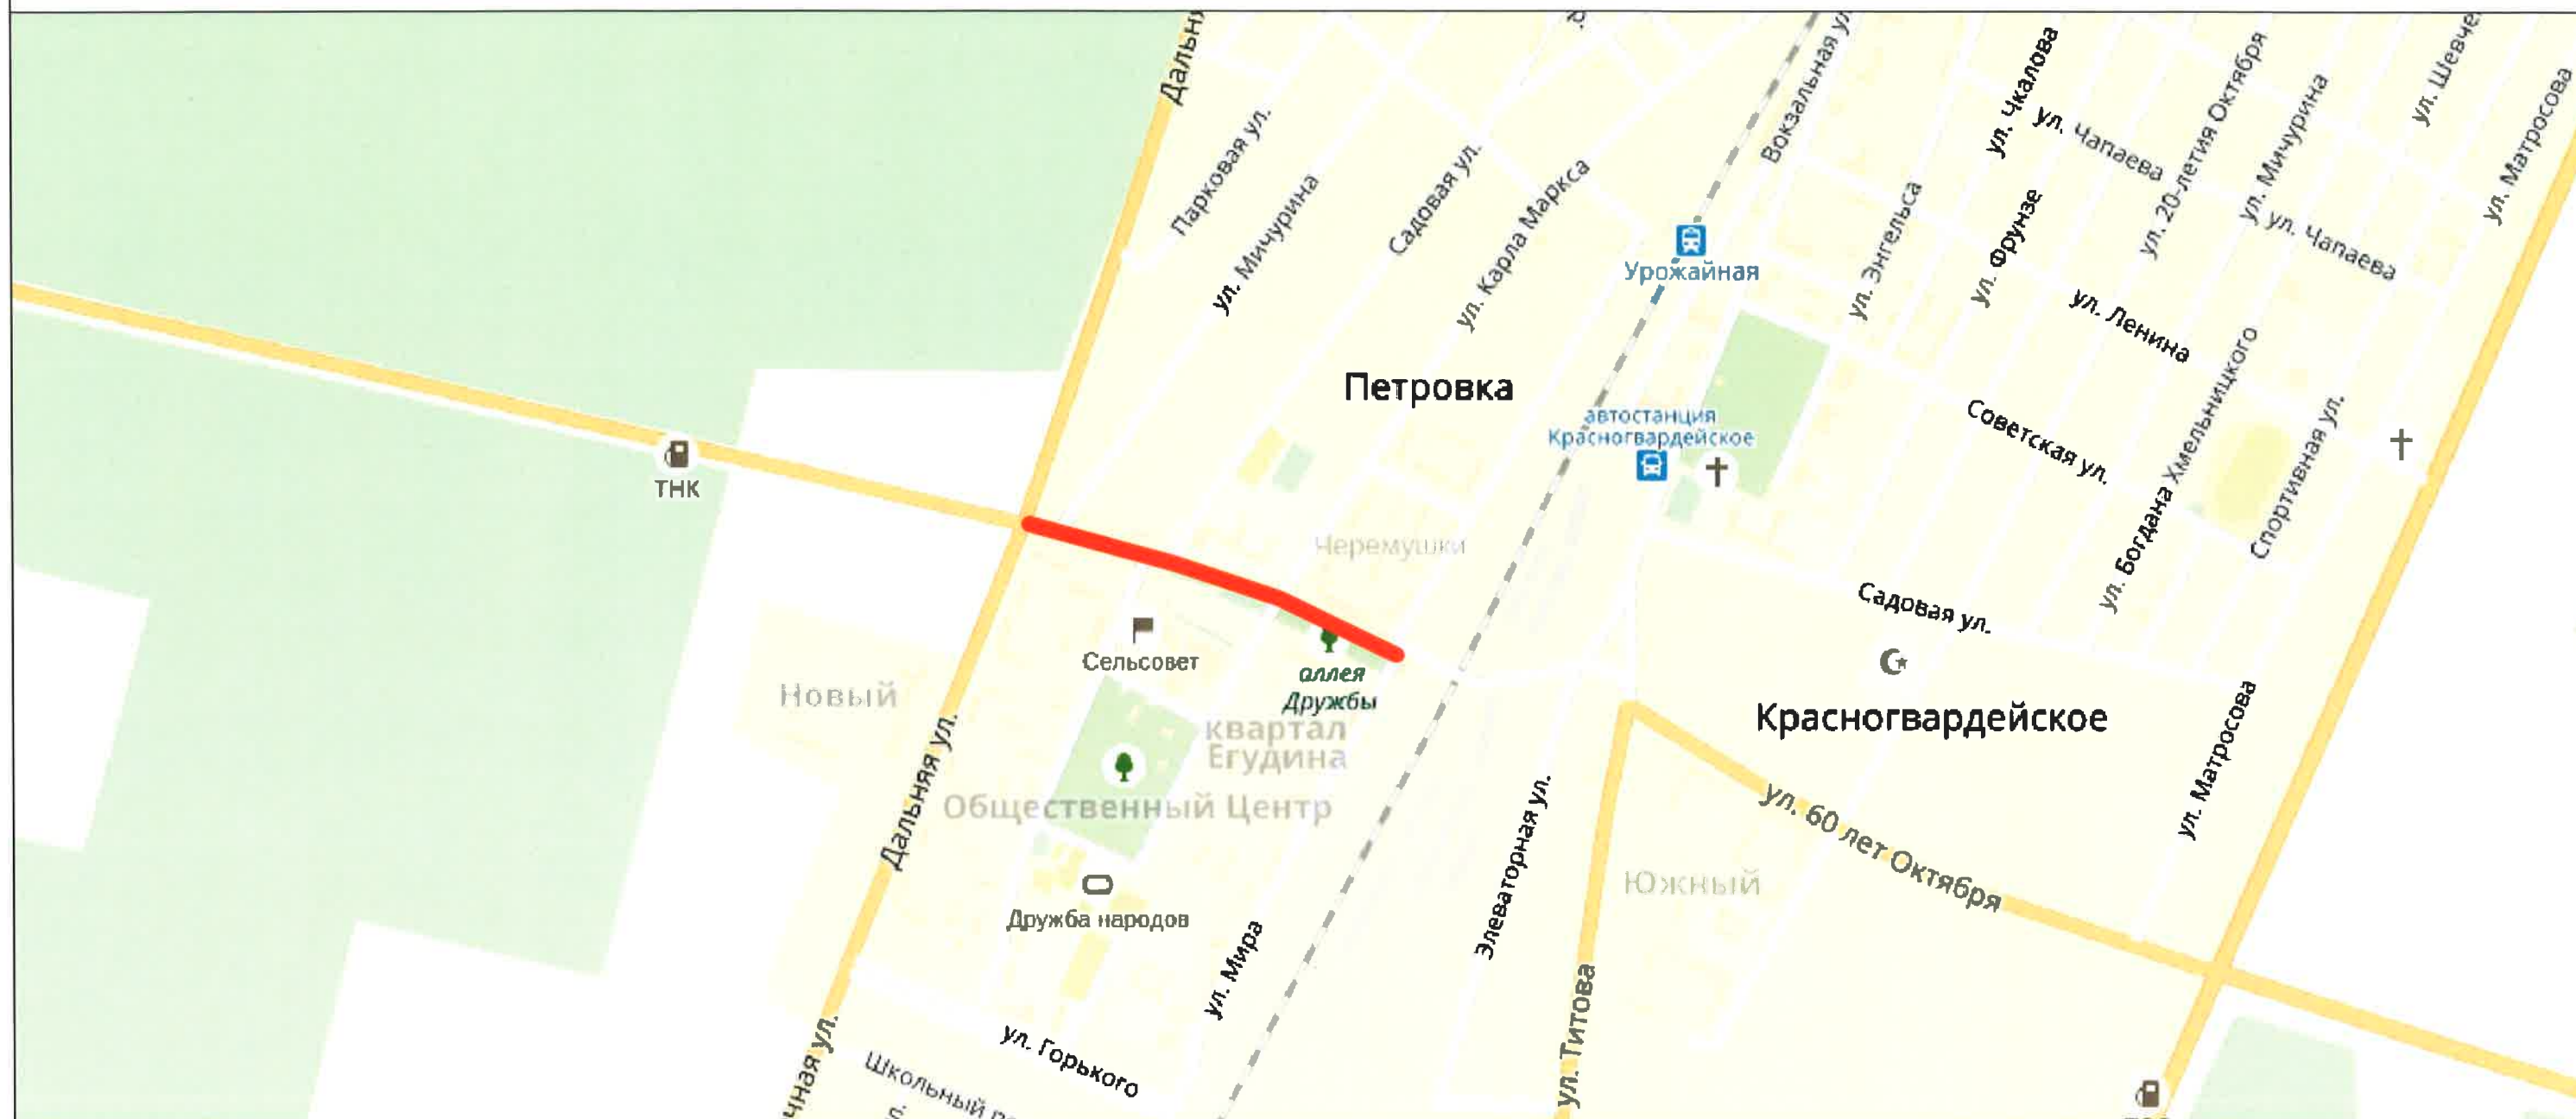 Дальн
Парковая ул.
ул. Мичурина
Садовая ул.
ул. Карла Маркса
Вокзальная ул
ул. Чкалова
ул. Чапаева
ул. 20-летия Октября
ул. Мичурина
ул. Чапаева
ул. Шевче
ул. Матросова
Урожайная
ул. Энгельса
ул. Фрунзе
ул. Ленина
Петровка
автостанция
Красногвардейское
Советская ул.
ул. Богдана Хмельницкого
Спортивная ул.
ТНК
Черемушки
Садовая ул.
Сельсовет
аллея
Дружбы
Новый
квартал
Егудина
Красногвардейское
ул. Матросова
Дальняя ул.
Общественный Центр
Элеваторная ул.
ул. 60 лет Октября
Южный
Дружба народов
ул. Мира
ул. Титова
чная ул.
ул. Горького
Школьный